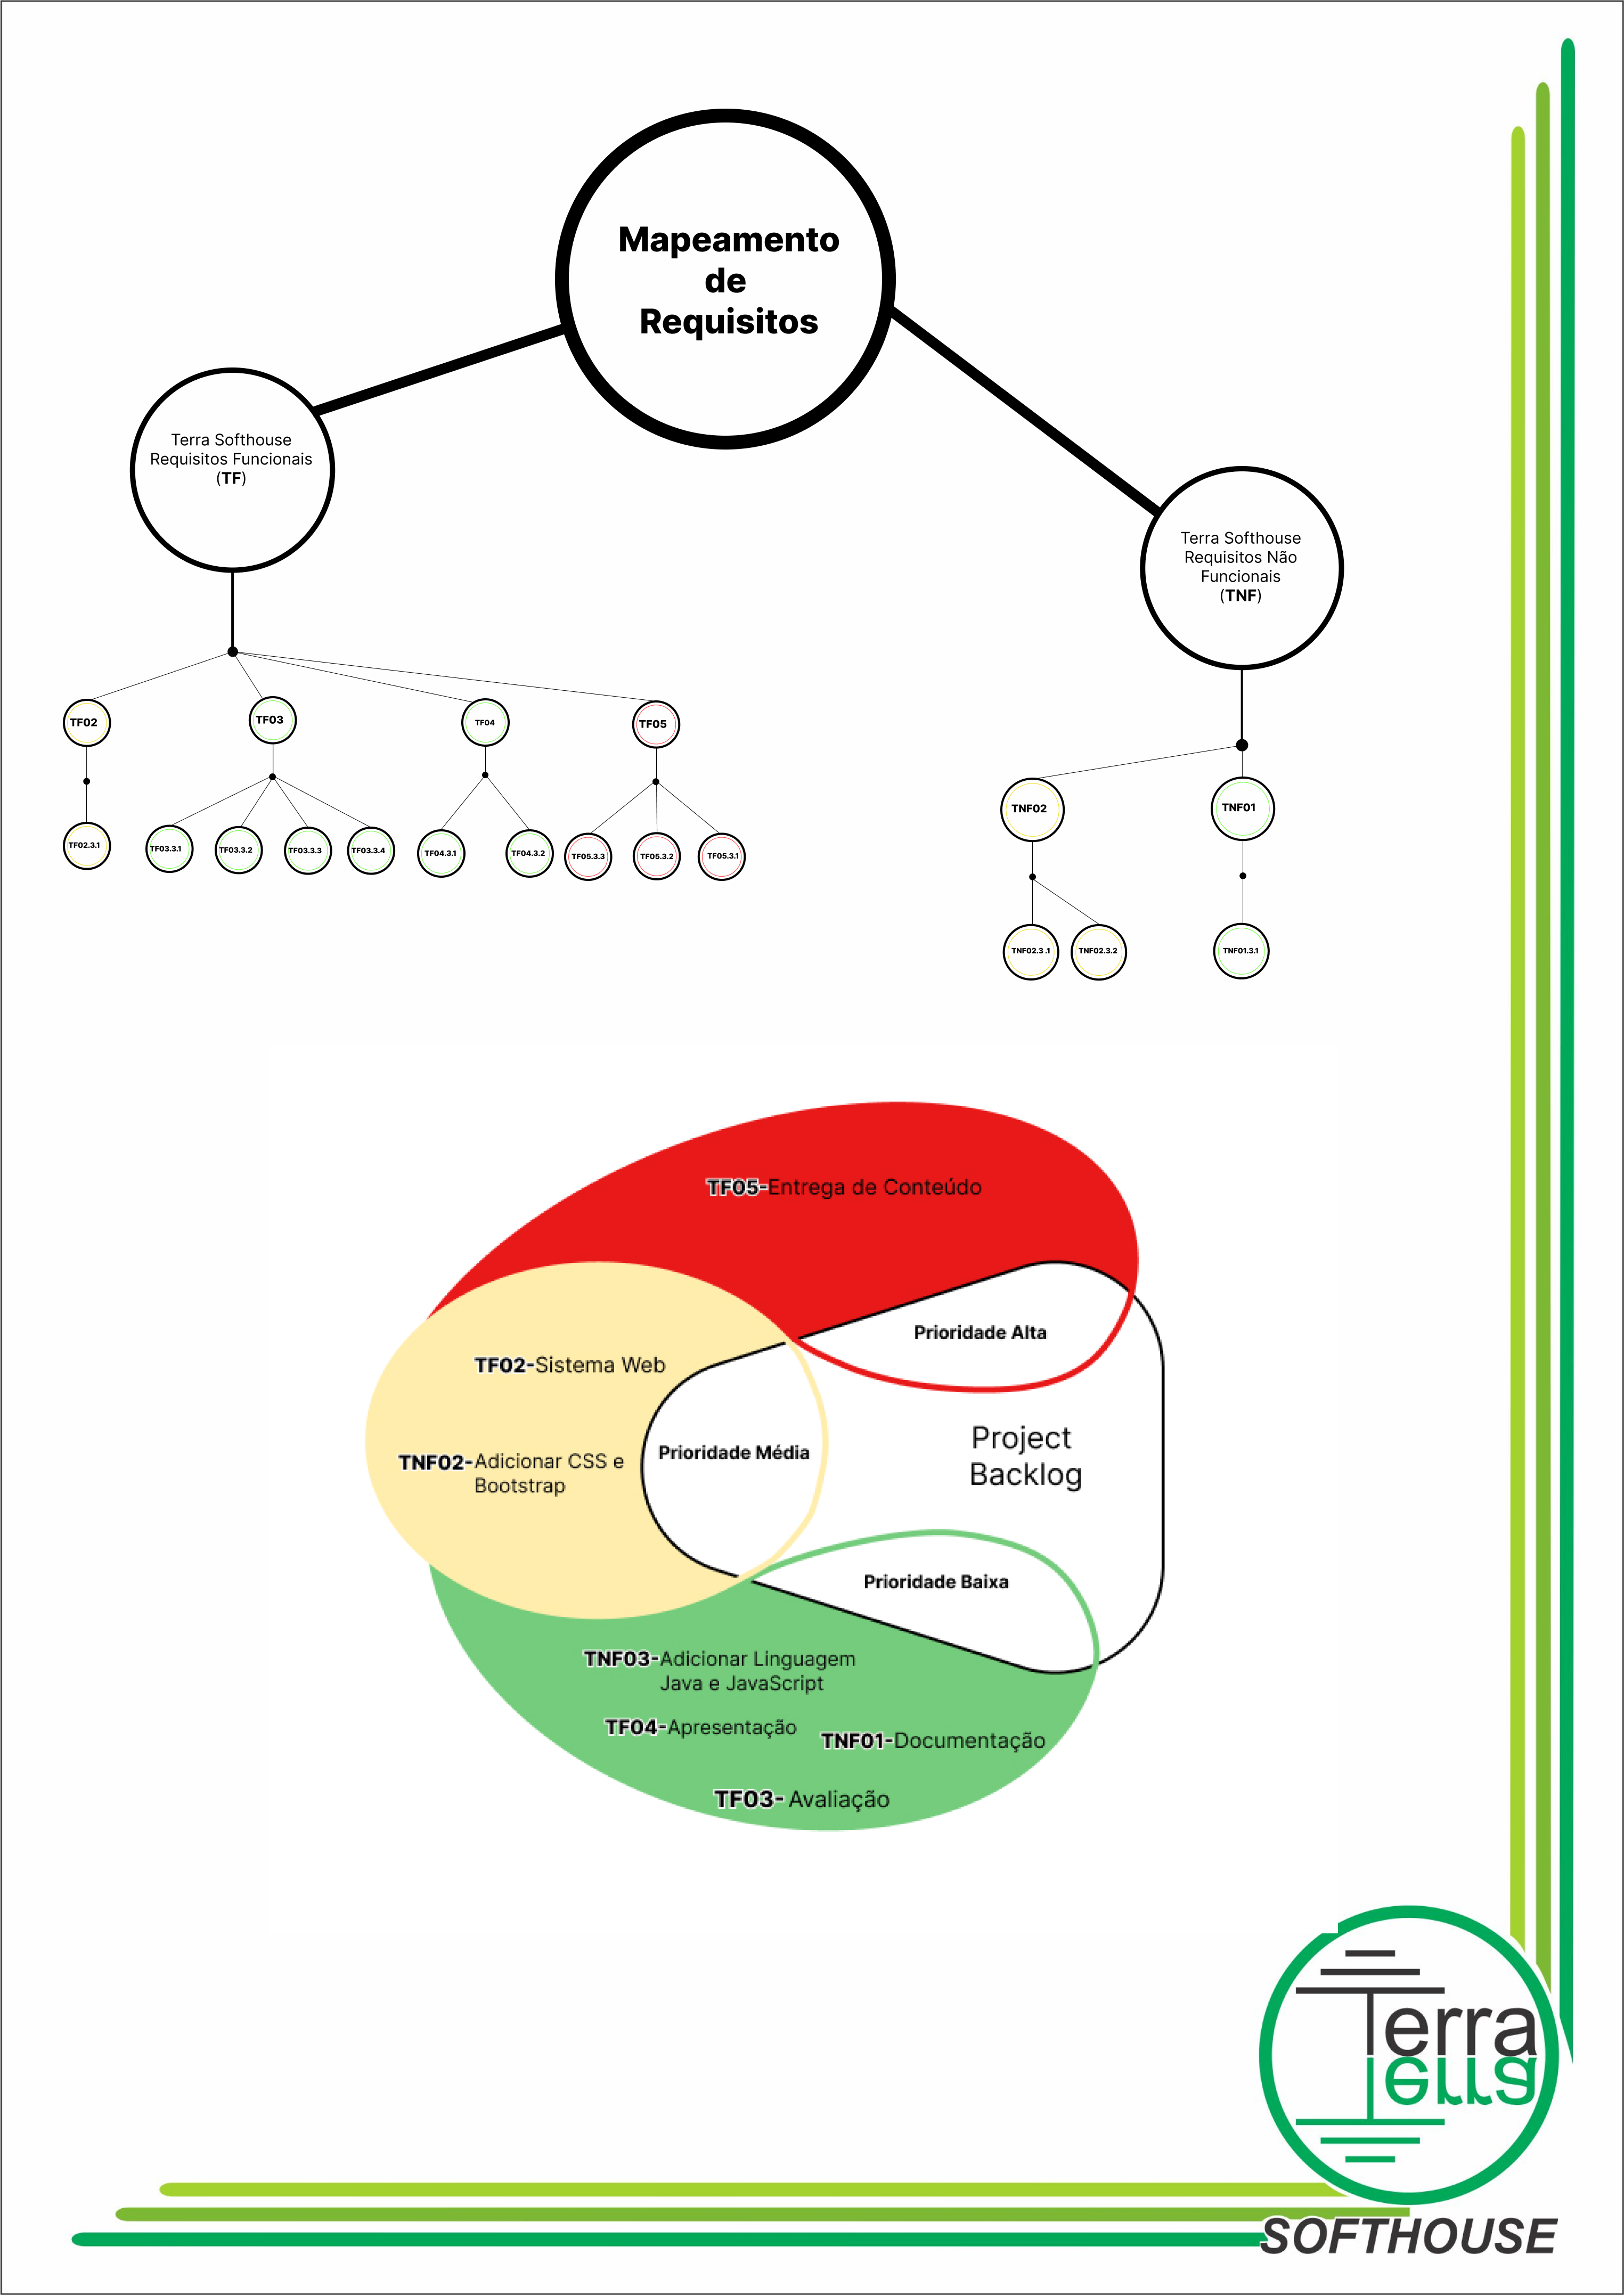 Mapeamento
de
Requisitos
Terra Softhouse
Requisitos Funcionais
(TF)
Terra Softhouse
Requisitos Não
Funcionais
(TNF)
TF02
TF03
TF04
TF05
TF02.3.1
TF03.3.1
TF03.3.2
TF03.3.3
TF03.3.4
TF04.3.1
TF04.3.2
TF05.3.3
TF05.3.2
TF05.3.1
TNF02
TNF01
TNF02.3 .1
TNF02.3.2
TNF01.3.1
TF05-Entrega de Conteúdo
Prioridade Alta
TF02-Sistema Web
Prioridade Média
TNF02-Adicionar CSS e
Bootstrap
Project
Backlog
Prioridade Baixa
TNF03-Adicionar Linguagem
Java e JavaScript
TF04-Apresentação
TNF01-Documentação
TF03- Avaliação
Terra
Terra
SOFTHOUSE